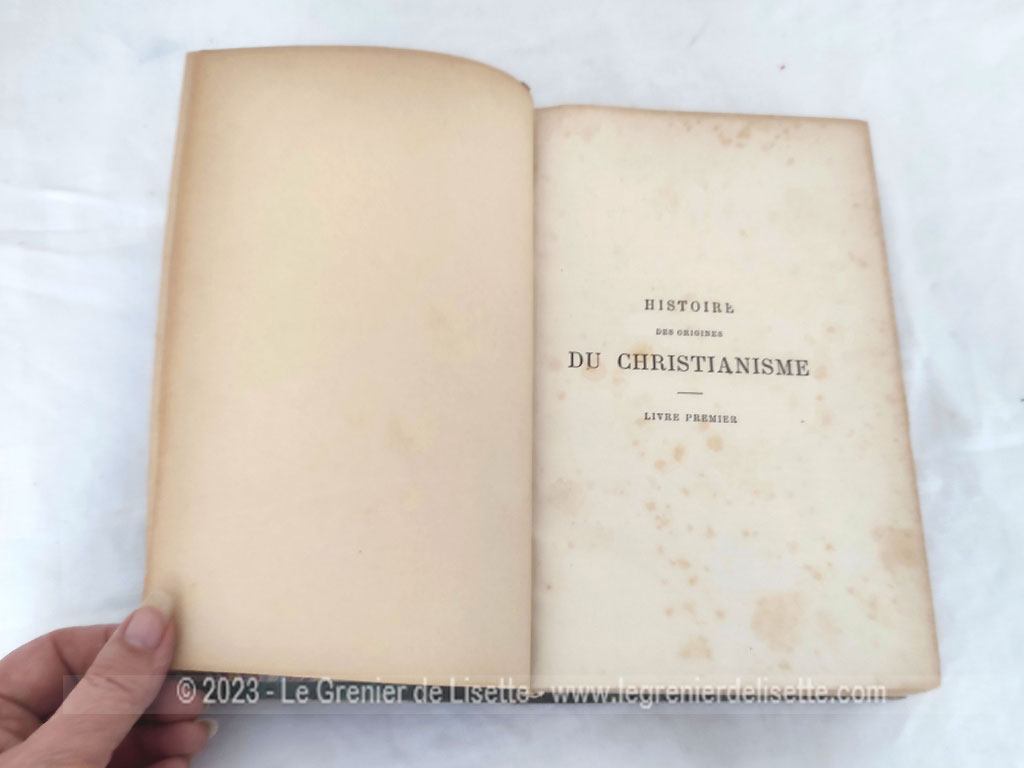 HISTOIRE
DES ORIGINES
DU CHRISTIANISME
LIVRE PREMIER
© 2023 - Le Grenier de Lisette - www.legrenierdelisette.com